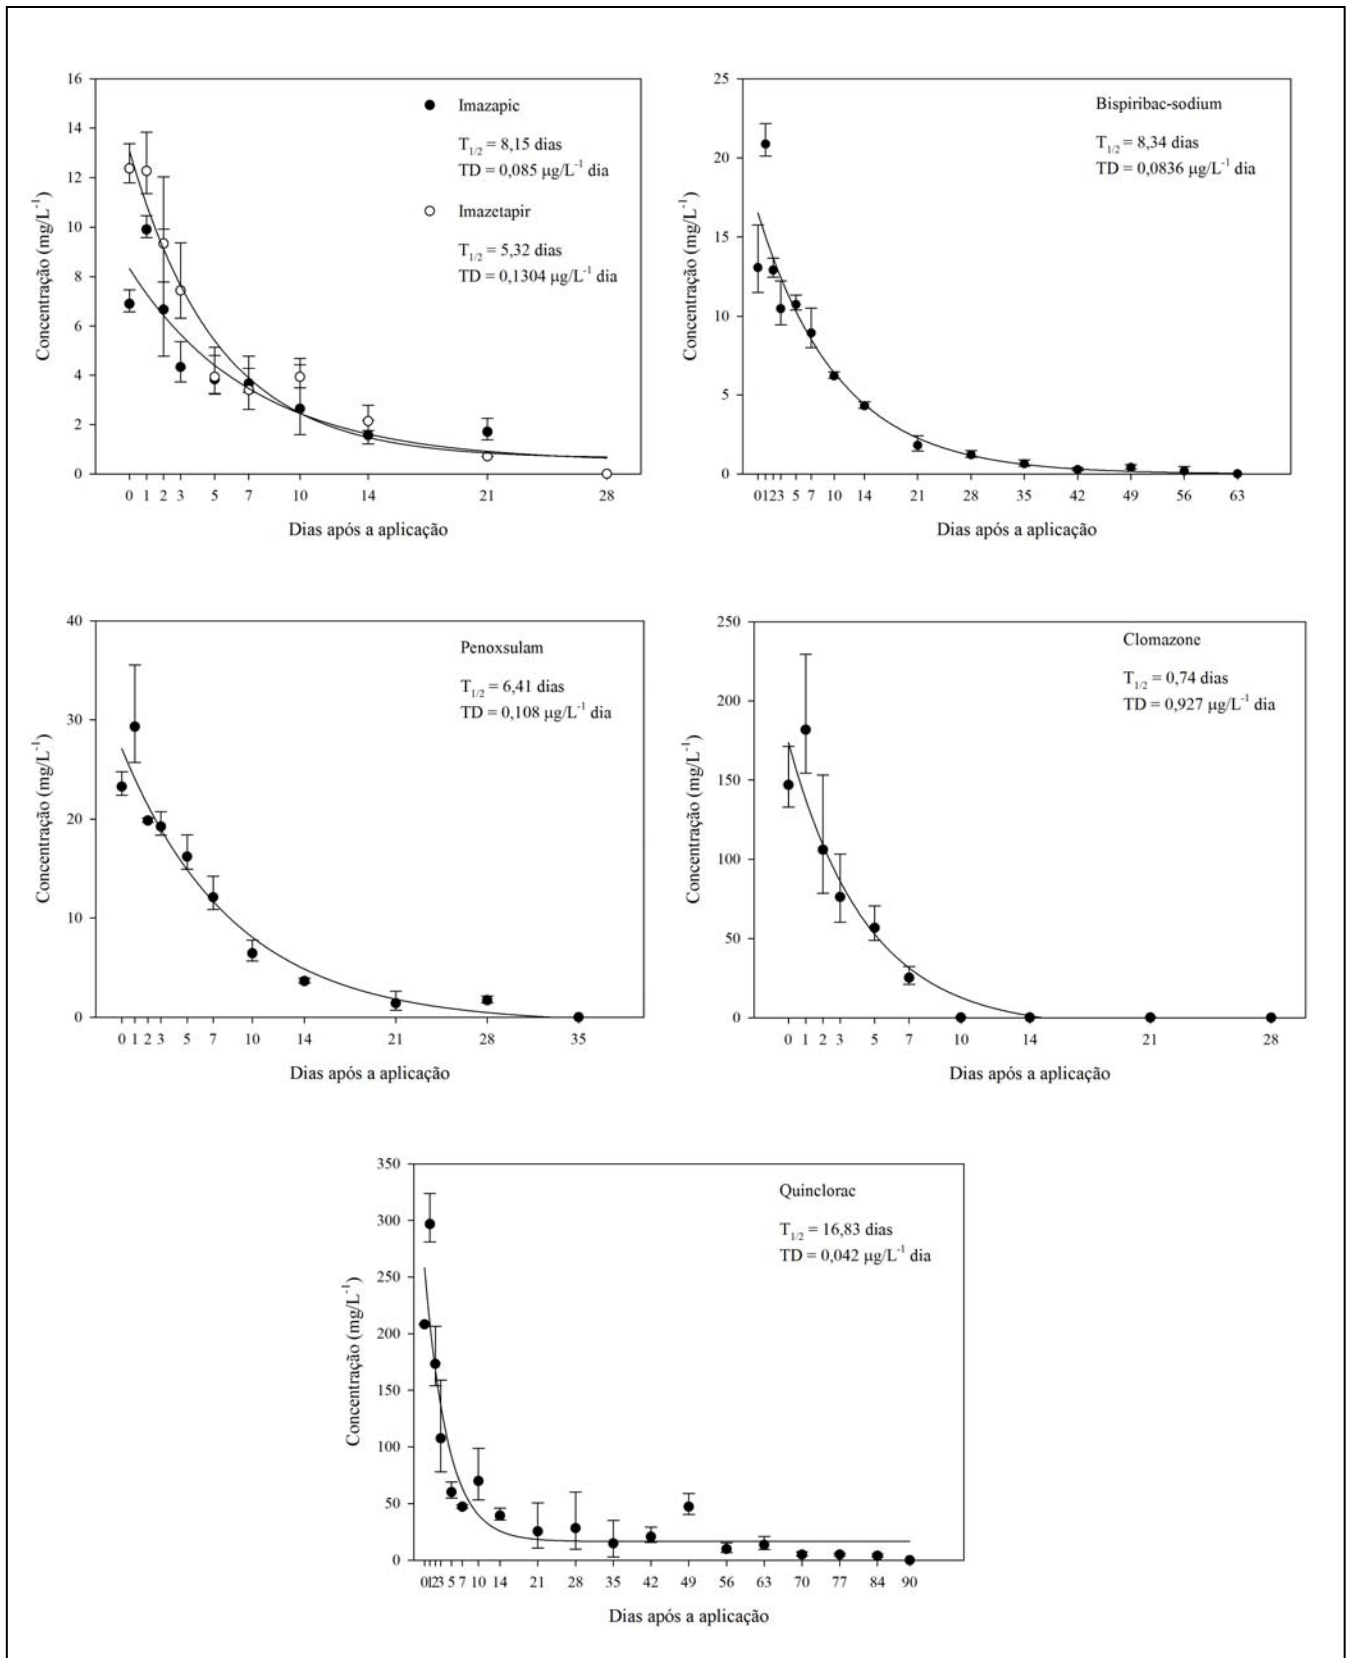 Imazapic
T1/2 = 8,15 dias
TD = 0,085 µg/L-1 dia
Imazetapir
T1/2 = 5,32 dias
TD = 0,1304 µg/L-1 dia
Concentração (mg/L-1)
16
14
12
10
8
6
4
2
0
0 1 2 3 5 7 10 14 21 28
Dias após a aplicação
Bispiribac-sodium
T1/2 = 8,34 dias
TD = 0,0836 µg/L-1 dia
Concentração (mg/L-1)
25
20
15
10
5
0
0 1 2 3 5 7 10 14 21 28 35 42 49 56 63
Dias após a aplicação
Penoxsulam
T1/2 = 6,41 dias
TD = 0,108 µg/L-1 dia
Concentração (mg/L-1)
40
30
20
10
0
0 1 2 3 5 7 10 14 21 28 35
Dias após a aplicação
Clomazone
T1/2 = 0,74 dias
TD = 0,927 µg/L-1 dia
Concentração (mg/L-1)
250
200
150
100
50
0
0 1 2 3 5 7 10 14 21 28
Dias após a aplicação
Quinclorac
T1/2 = 16,83 dias
TD = 0,042 µg/L-1 dia
Concentração (mg/L-1)
350
300
250
200
150
100
50
0
0 1 2 3 5 7 10 14 21 28 35 42 49 56 63 70 77 84 90
Dias após a aplicação